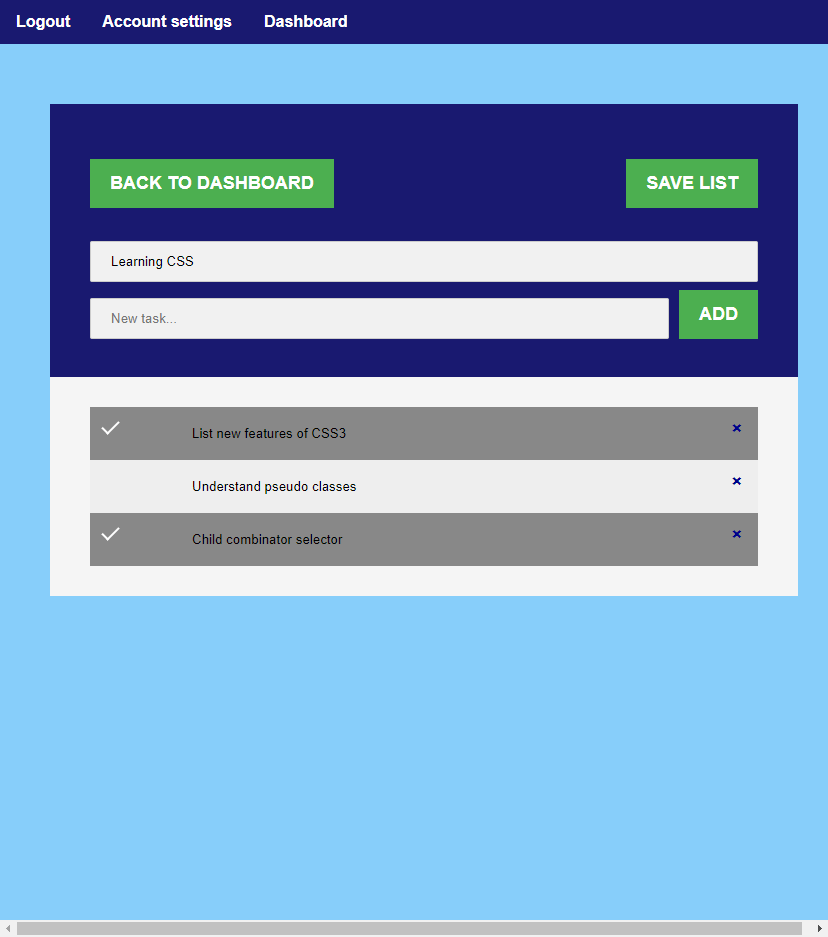 Logout Account settings Dashboard
BACK TO DASHBOARD SAVE LIST
Learning CSS
New task... ADD
List new features of CSS3 ×
Understand pseudo classes ×
Child combinator selector ×